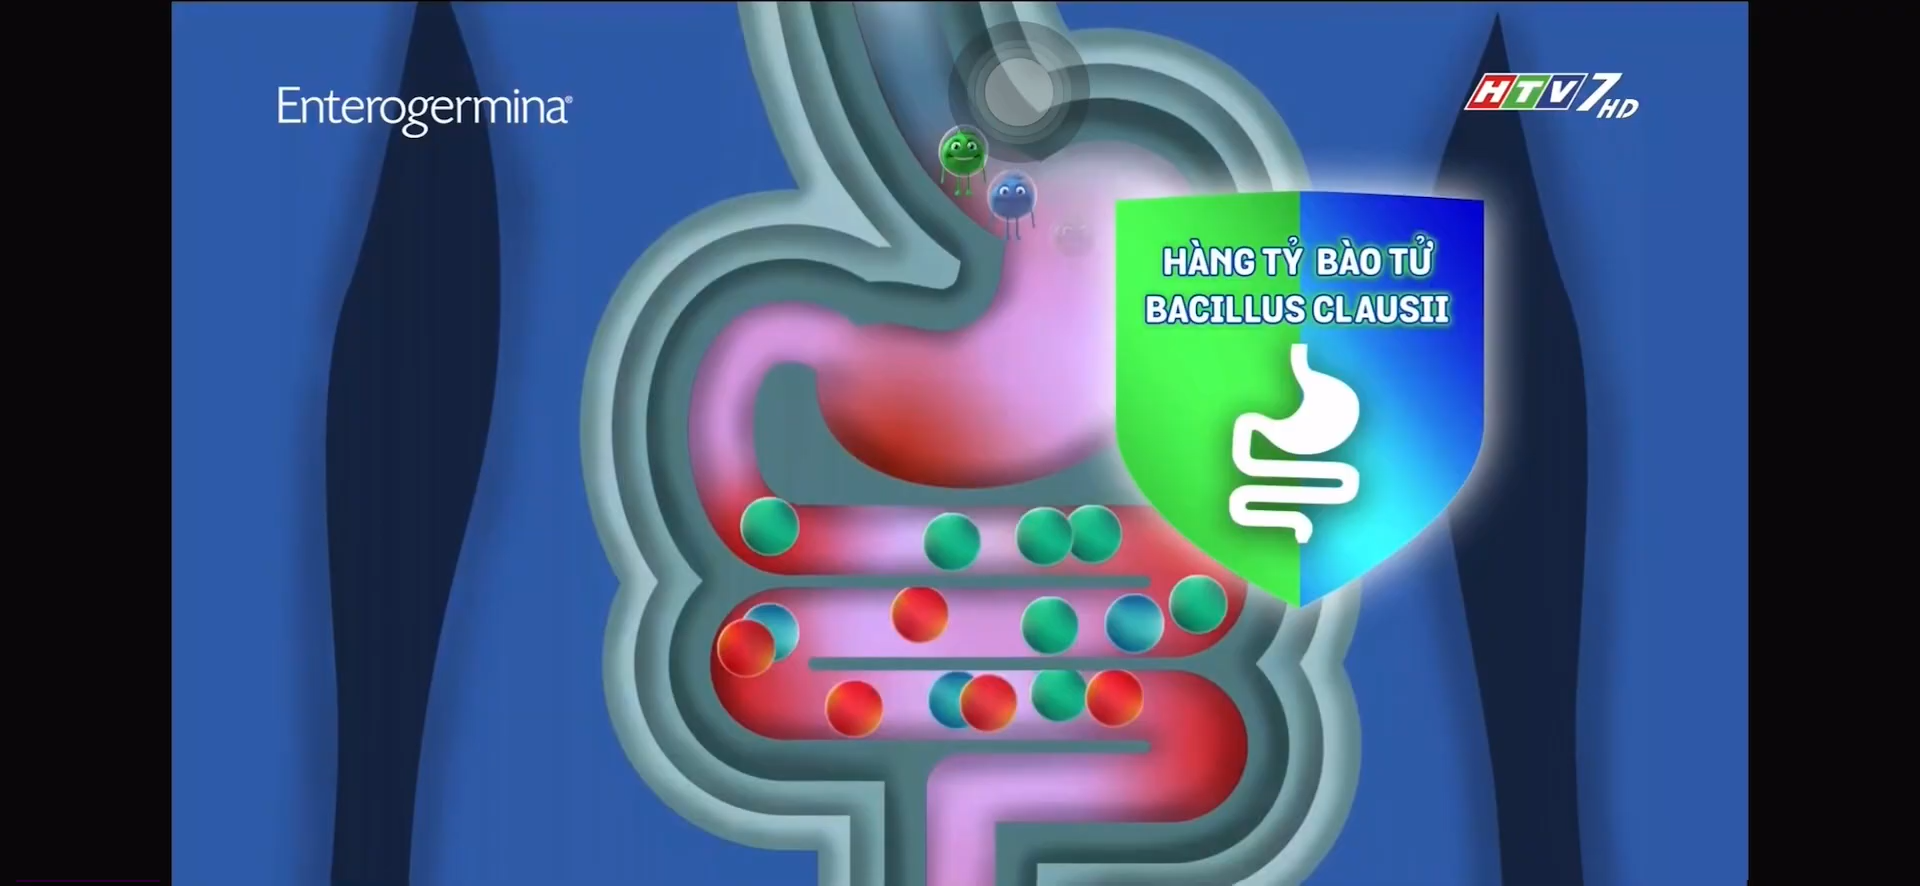 Enterogermina®
HTV7 HD
HÀNG TỶ BÀO TỬ
BACILLUS CLAUSII